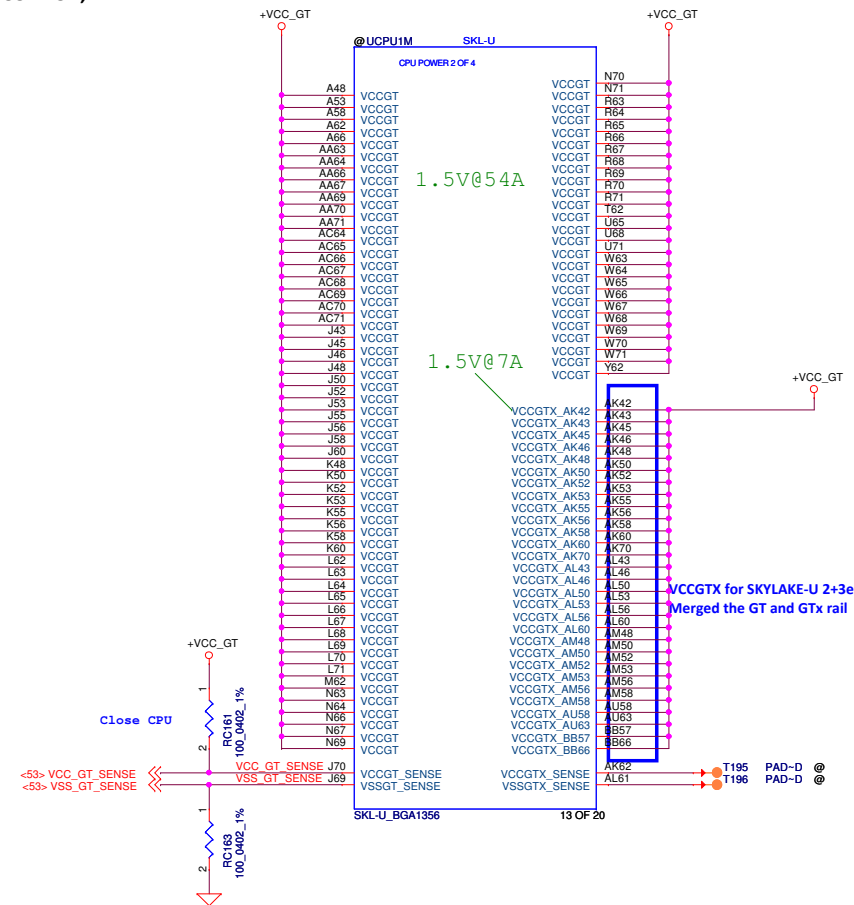 +VCC_GT
+VCC_GT
@ UCPU1M SKL-U
CPU POWER 2 OF 4
VCCGT N70
A48 VCCGT VCCGT N71
A53 VCCGT VCCGT R63
A58 VCCGT VCCGT R64
A62 VCCGT VCCGT R65
A66 VCCGT VCCGT R66
AA63 VCCGT VCCGT R67
AA64 VCCGT VCCGT R68
AA66 VCCGT VCCGT R69
1.5V@54A
AA67 VCCGT VCCGT R70
AA69 VCCGT VCCGT R71
AA70 VCCGT VCCGT T62
AA71 VCCGT VCCGT U65
AC64 VCCGT VCCGT U68
AC65 VCCGT VCCGT U71
AC66 VCCGT VCCGT W63
AC67 VCCGT VCCGT W64
AC68 VCCGT VCCGT W65
AC69 VCCGT VCCGT W66
AC70 VCCGT VCCGT W67
AC71 VCCGT VCCGT W68
J43 VCCGT VCCGT W69
J45 VCCGT VCCGT W70
J46 VCCGT VCCGT W71
1.5V@7A
J48 VCCGT VCCGT Y62
+VCC_GT
J50 VCCGT
J52 VCCGT
J53 VCCGT VCCGTX_AK42 AK42
J55 VCCGT VCCGTX_AK43 AK43
J56 VCCGT VCCGTX_AK45 AK45
J58 VCCGT VCCGTX_AK46 AK46
J60 VCCGT VCCGTX_AK48 AK48
K48 VCCGT VCCGTX_AK50 AK50
K50 VCCGT VCCGTX_AK52 AK52
K52 VCCGT VCCGTX_AK53 AK53
K53 VCCGT VCCGTX_AK55 AK55
K55 VCCGT VCCGTX_AK56 AK56
K56 VCCGT VCCGTX_AK58 AK58
K58 VCCGT VCCGTX_AK60 AK60
K60 VCCGT VCCGTX_AK70 AK70
L62 VCCGT VCCGTX_AL43 AL43
L63 VCCGT VCCGTX_AL46 AL46
L64 VCCGT VCCGTX_AL50 AL50
L65 VCCGT VCCGTX_AL53 AL53
L66 VCCGT VCCGTX_AL56 AL56
L67 VCCGT VCCGTX_AL60 AL60
L68 VCCGT VCCGTX_AM48 AM48
L69 VCCGT VCCGTX_AM50 AM50
L70 VCCGT VCCGTX_AM52 AM52
L71 VCCGT VCCGTX_AM53 AM53
M62 VCCGT VCCGTX_AM56 AM56
N63 VCCGT VCCGTX_AM58 AM58
N64 VCCGT VCCGTX_AU58 AU58
N66 VCCGT VCCGTX_AU63 AU63
N67 VCCGT VCCGTX_BB57 BB57
N69 VCCGT VCCGTX_BB66 BB66
VCCGTX for SKYLAKE-U 2+3e
Merged the GT and GTx rail
+VCC_GT
Close CPU
1
2
RC161
100_0402_1%
<53> VCC_GT_SENSE VCC_GT_SENSE J70 VCCGT_SENSE VCCGTX_SENSE AK62 T195 PAD~D @
<53> VSS_GT_SENSE VSS_GT_SENSE J69 VSSGT_SENSE VSSGTX_SENSE AL61 T196 PAD~D @
SKL-U_BGA1356 13 OF 20
1
2
RC163
100_0402_1%